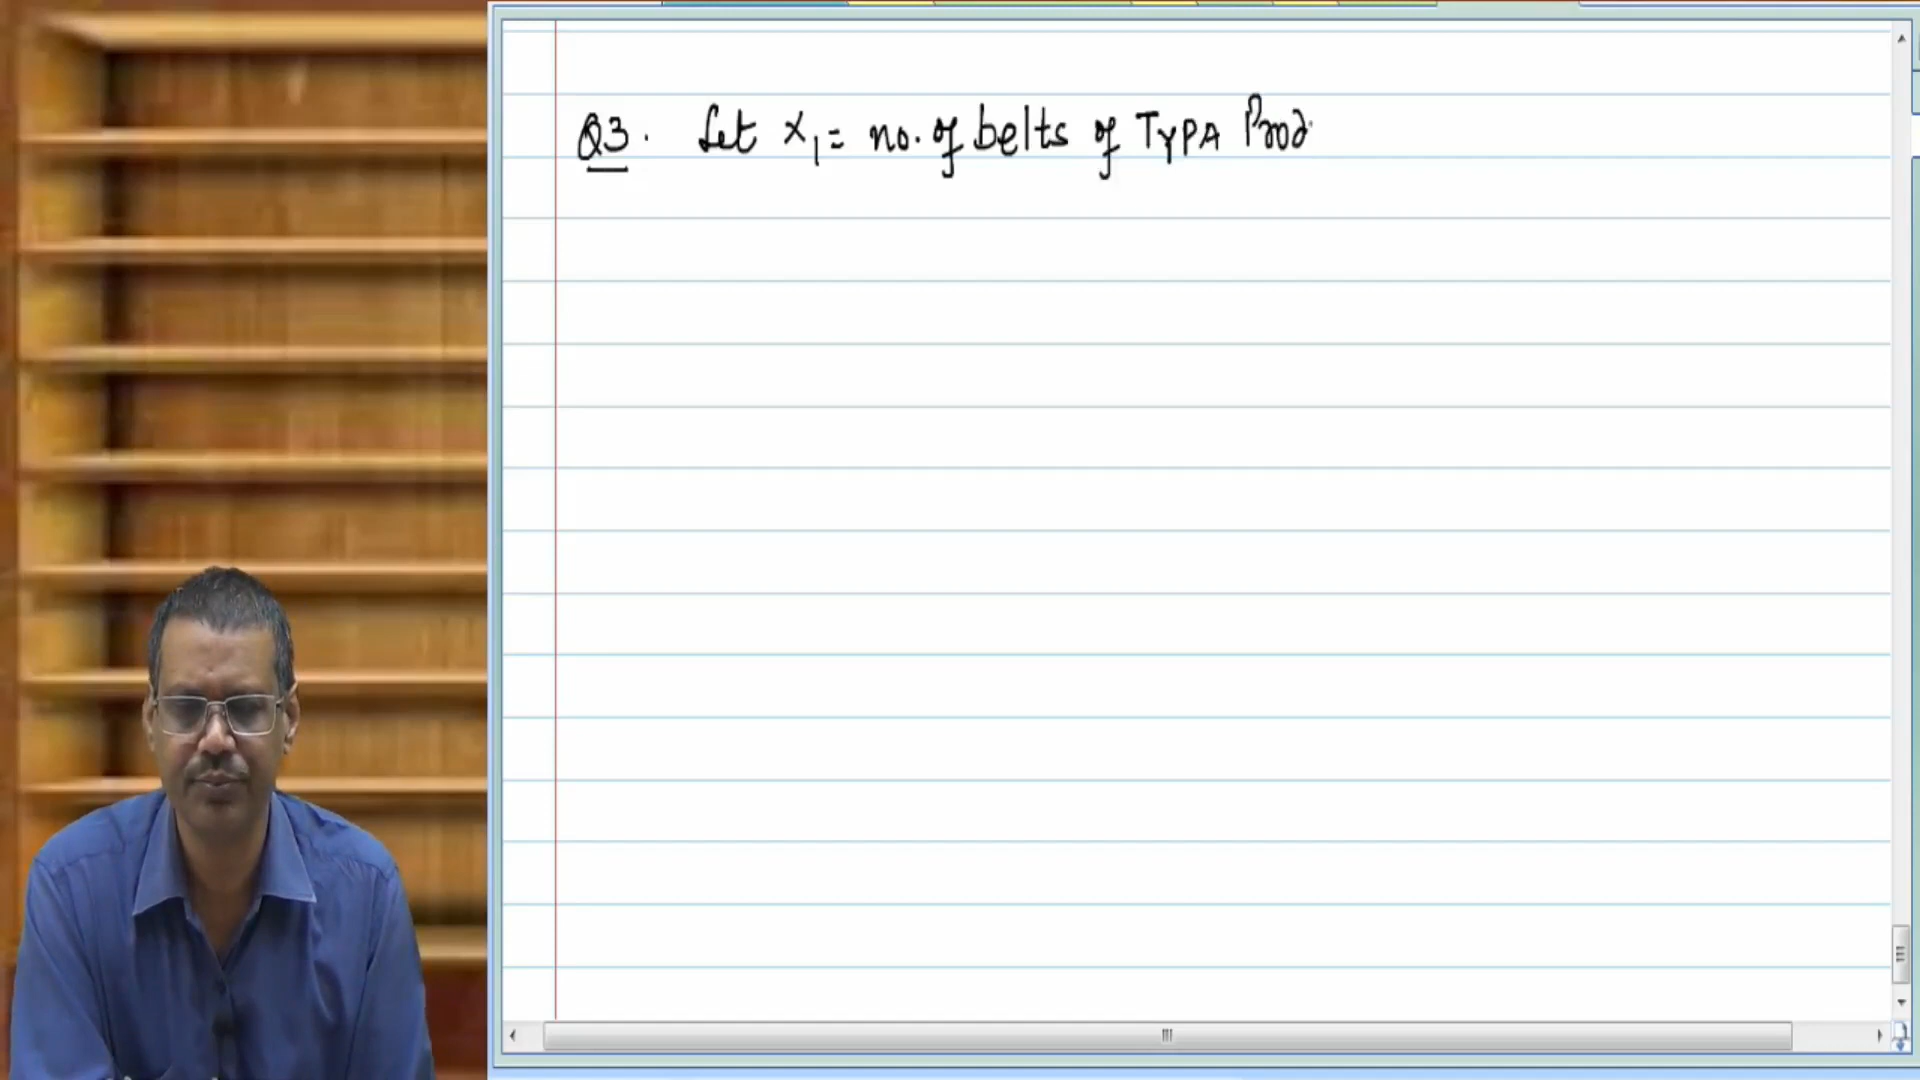 Q3. Let x₁ = no. of belts of TYPA Prod